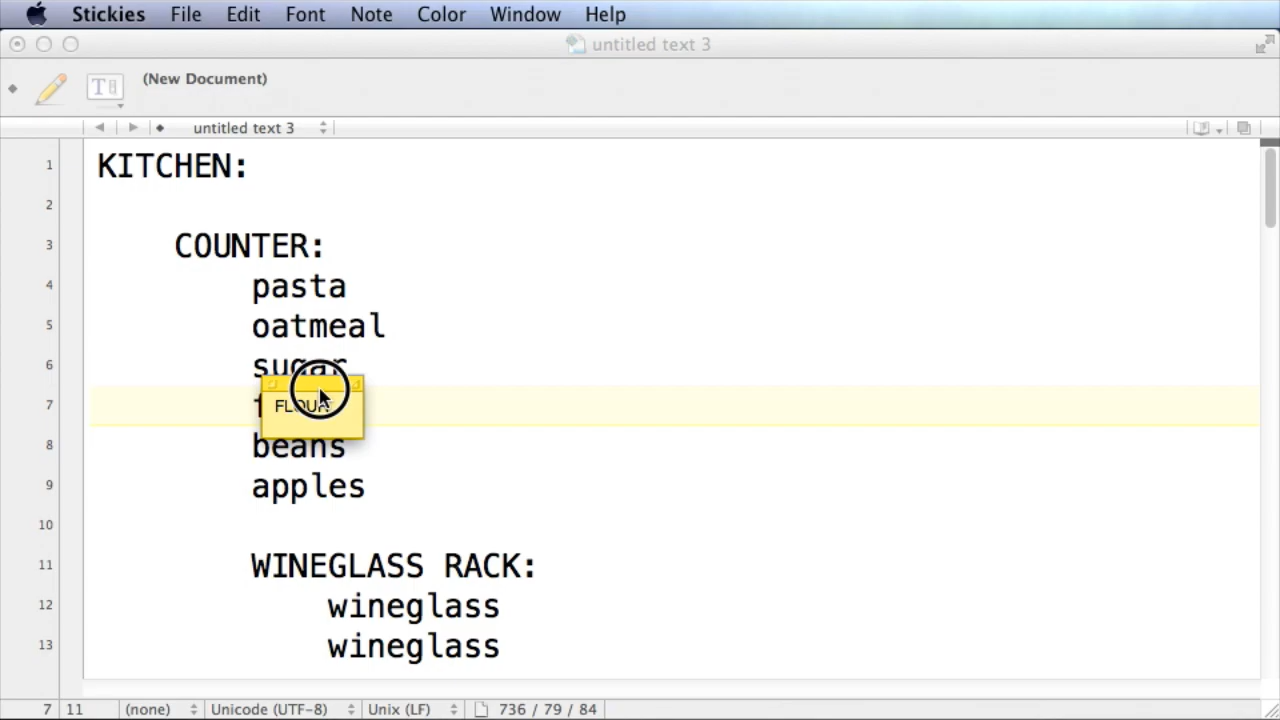 Stickies File Edit Font Note Color Window Help
untitled text 3
(New Document)
untitled text 3
1 KITCHEN:
2
3 COUNTER:
4 pasta
5 oatmeal
6 sugar
7 FLOUR
8 beans
9 apples
10
11 WINEGLASS RACK:
12 wineglass
13 wineglass
7 11 (none) Unicode (UTF-8) Unix (LF) 736 / 79 / 84